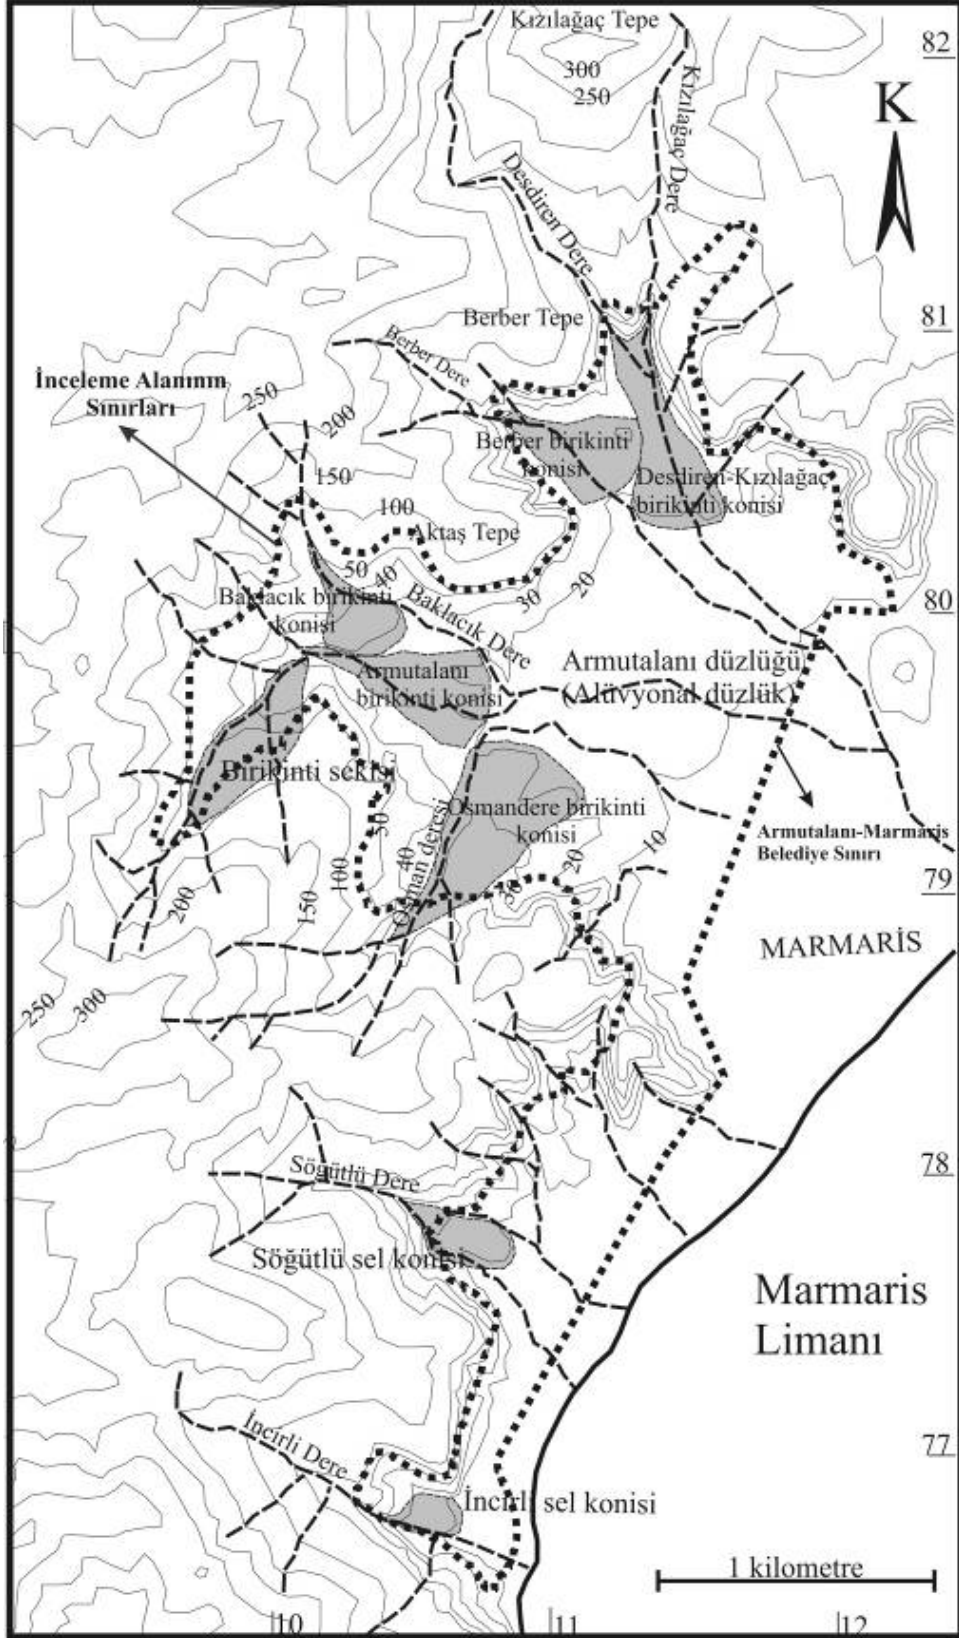 Kızılağaç Tepe
82
300
250
K
Kızılağaç Dere
Desdiren Dere
Berber Tepe
81
Berber Dere
İnceleme Alanının
Sınırları
250
200
Berber birikinti
konisi
150
Desdiren-Kızılağaç
birikinti konisi
100
Aktaş Tepe
50
40
30
20
80
Baklacık birikinti
konisi
Baklacık Dere
Armutalanı düzlüğü
(Alüvyonal düzlük)
Armutalanı
birikinti konisi
Birikinti sekisi
Osmandere birikinti
konisi
50
40
Osman deresi
10
20
30
Armutalanı-Marmaris
Belediye Sınırı
100
150
200
79
MARMARİS
250
300
78
Söğütlü Dere
Söğütlü sel konisi
Marmaris
Limanı
77
İncirli Dere
İncirli sel konisi
1 kilometre
10
11
12